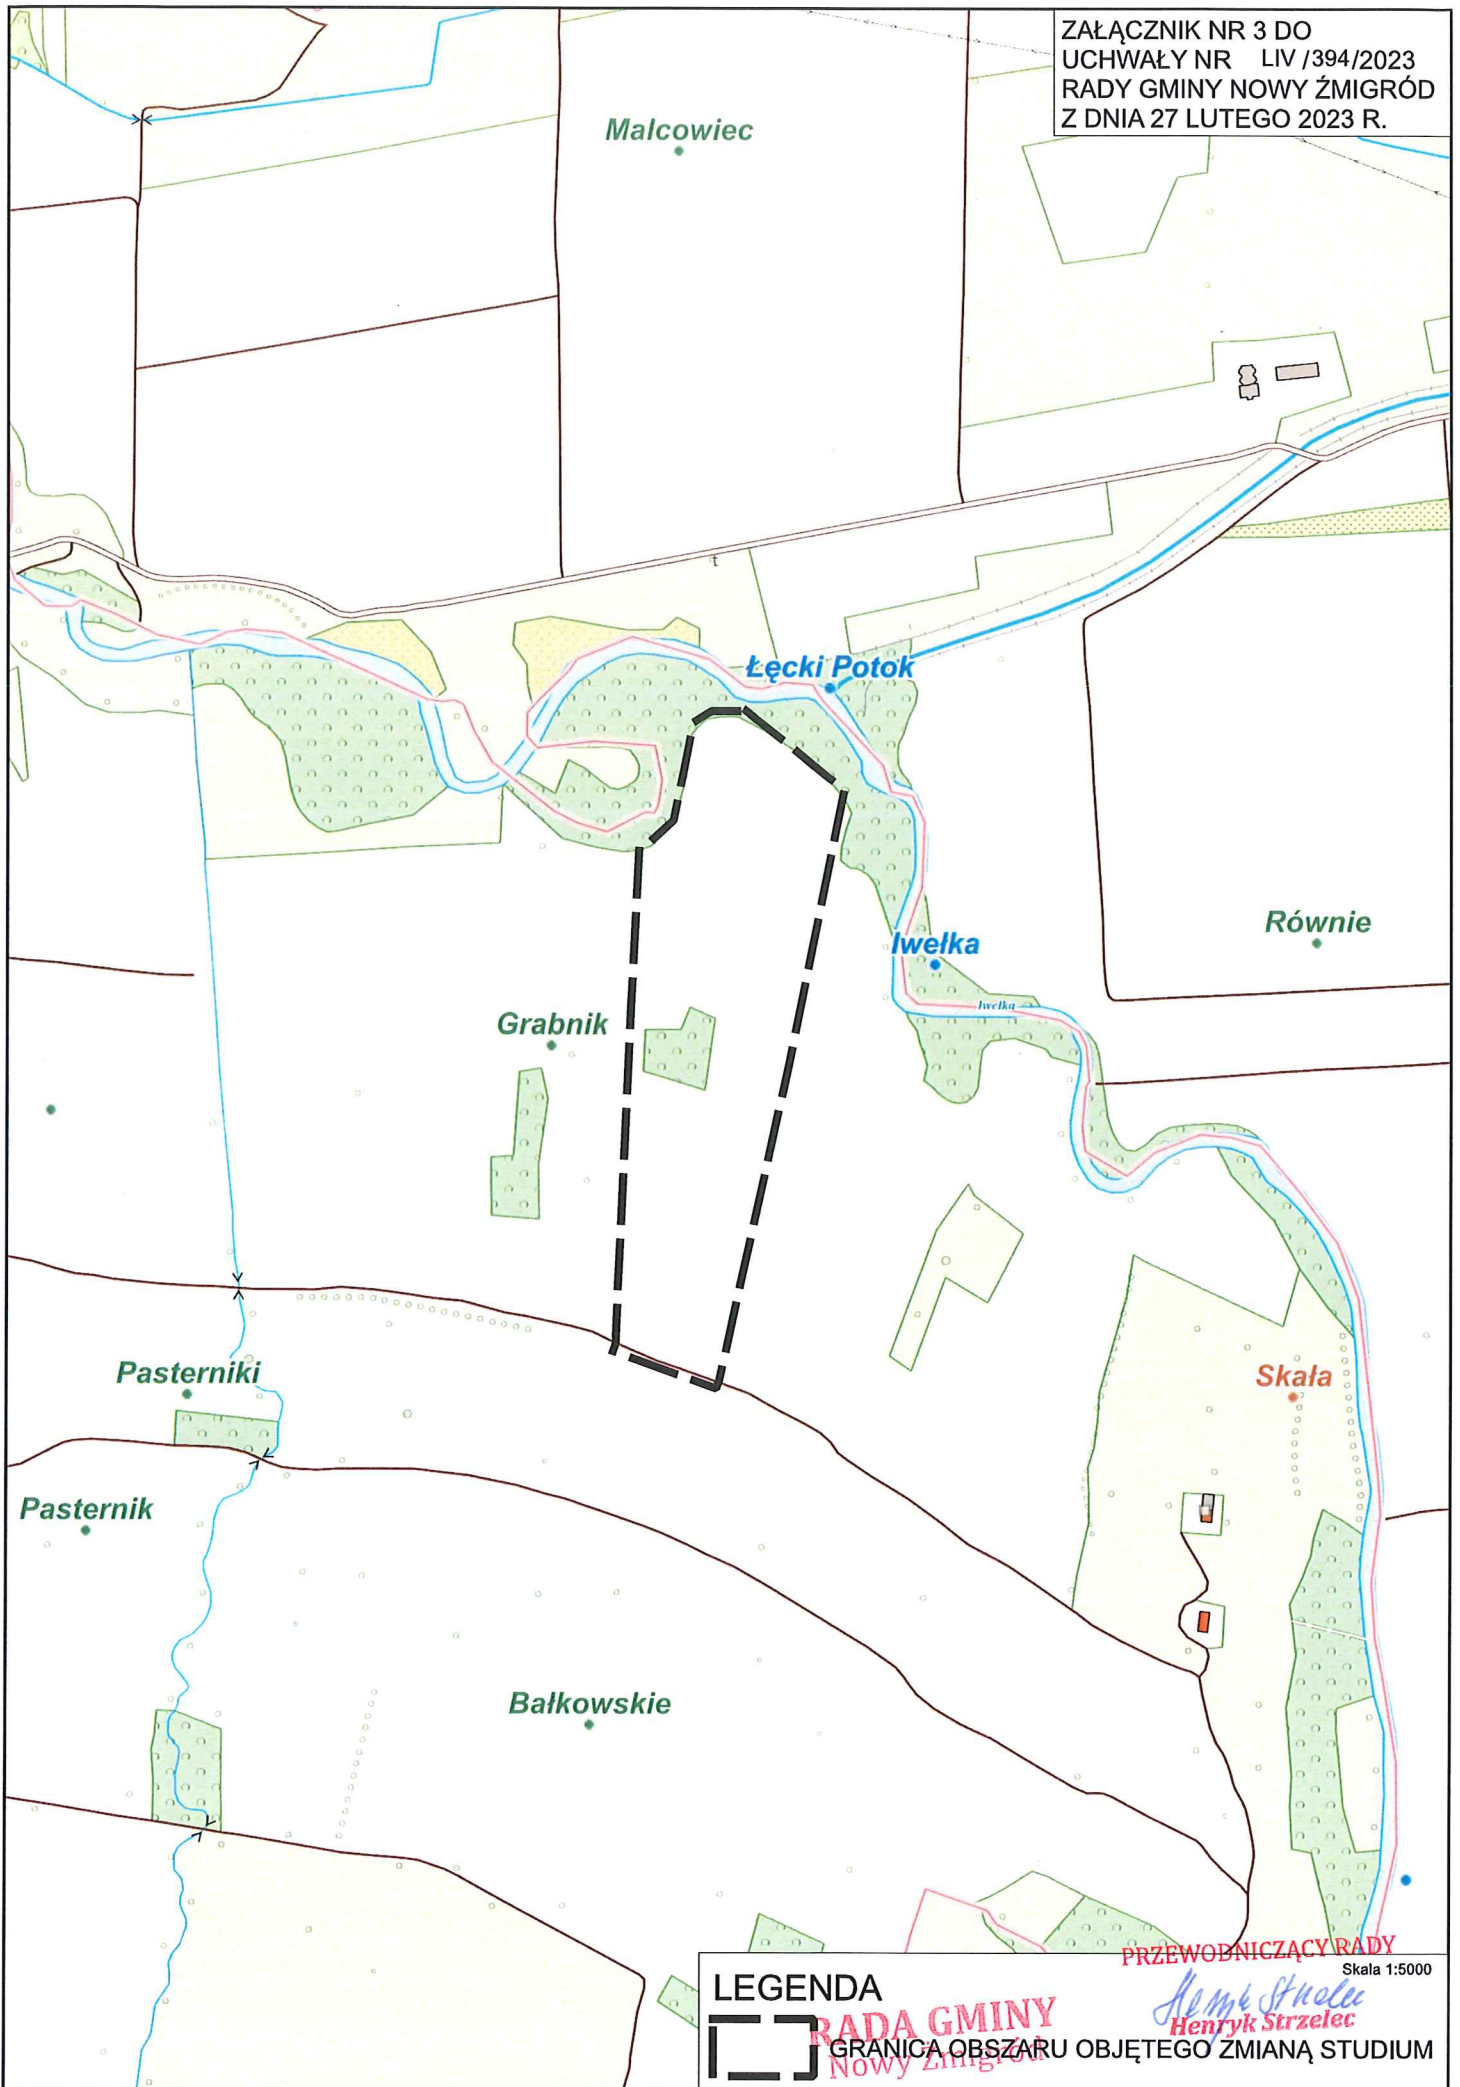 ZAŁĄCZNIK NR 3 DO
UCHWAŁY NR LIV /394/2023
RADY GMINY NOWY ŻMIGRÓD
Z DNIA 27 LUTEGO 2023 R.
Malcowiec
t
Łęcki Potok
Równie
Iwełka
Iwełka
Grabnik
Pasterniki
Skała
Pasternik
Bałkowskie
PRZEWODNICZĄCY RADY
Skala 1:5000
LEGENDA
Henryk Strzelec
Henryk Strzelec
RADA GMINY
Nowy Żmigród
GRANICA OBSZARU OBJĘTEGO ZMIANĄ STUDIUM